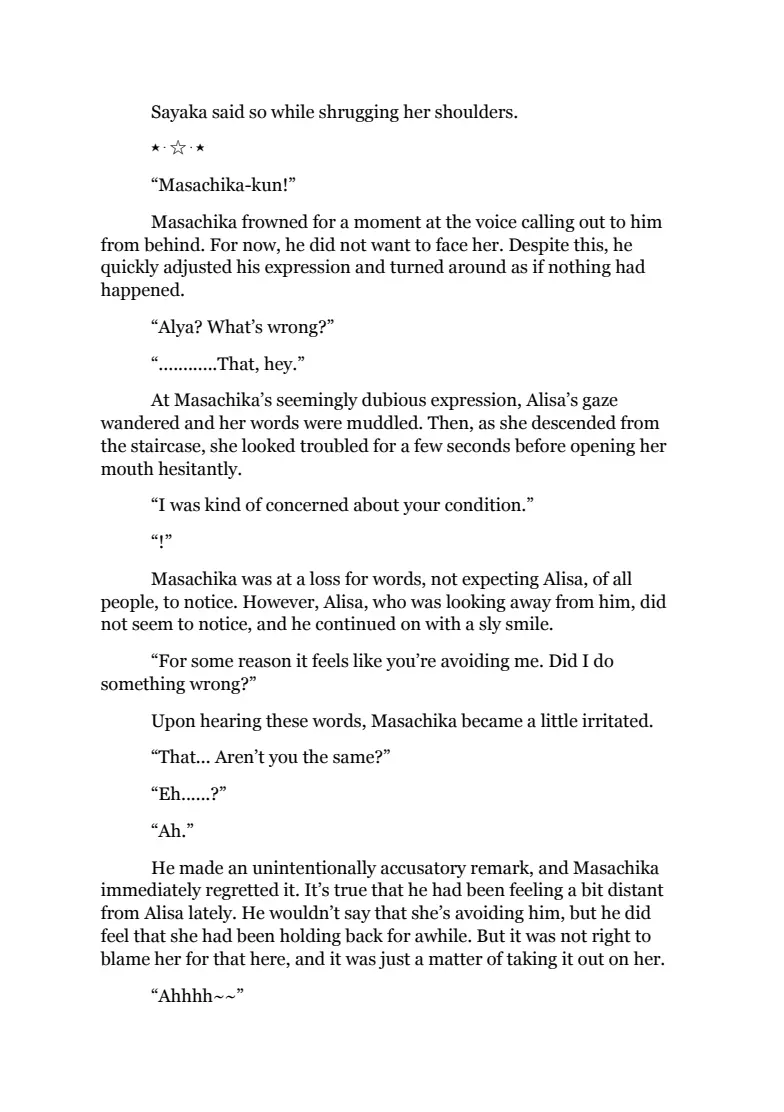 Sayaka said so while shrugging her shoulders.
⋆·☆·⋆
“Masachika-kun!”
Masachika frowned for a moment at the voice calling out to him
from behind. For now, he did not want to face her. Despite this, he
quickly adjusted his expression and turned around as if nothing had
happened.
“Alya? What’s wrong?”
“............That, hey.”
At Masachika’s seemingly dubious expression, Alisa’s gaze
wandered and her words were muddled. Then, as she descended from
the staircase, she looked troubled for a few seconds before opening her
mouth hesitantly.
“I was kind of concerned about your condition.”
“!”
Masachika was at a loss for words, not expecting Alisa, of all
people, to notice. However, Alisa, who was looking away from him, did
not seem to notice, and he continued on with a sly smile.
“For some reason it feels like you’re avoiding me. Did I do
something wrong?”
Upon hearing these words, Masachika became a little irritated.
“That... Aren’t you the same?”
“Eh......?”
“Ah.”
He made an unintentionally accusatory remark, and Masachika
immediately regretted it. It’s true that he had been feeling a bit distant
from Alisa lately. He wouldn’t say that she’s avoiding him, but he did
feel that she had been holding back for awhile. But it was not right to
blame her for that here, and it was just a matter of taking it out on her.
“Ahhhh~~”